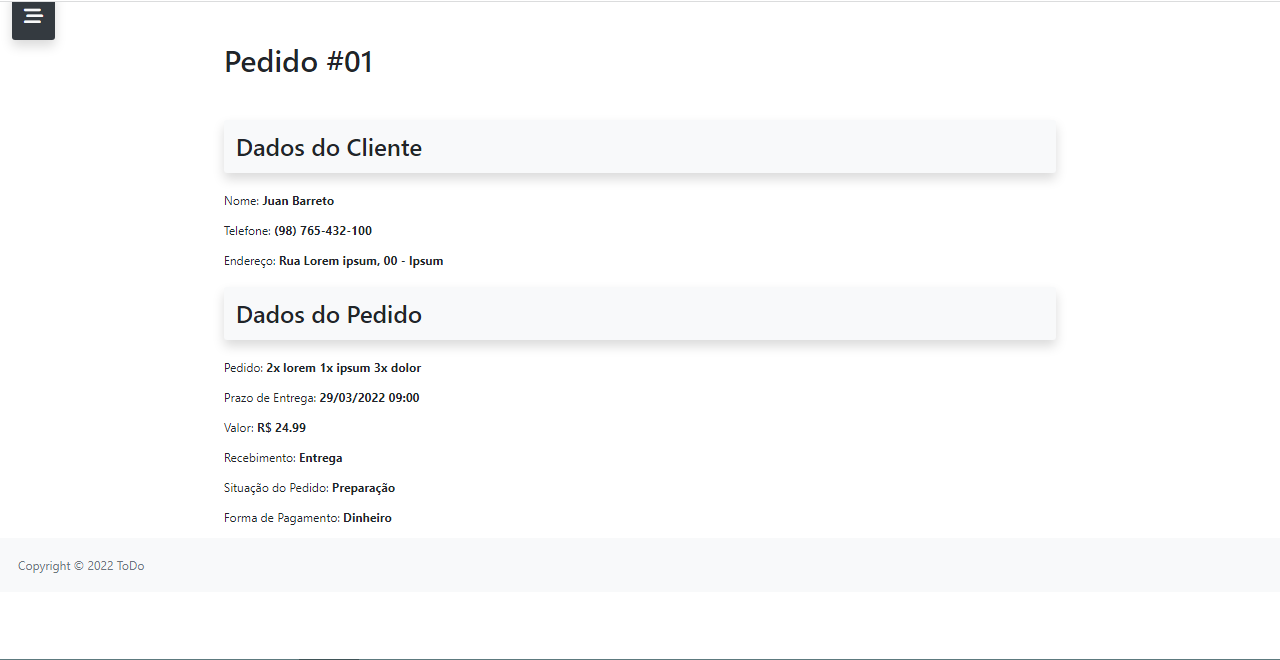 Pedido #01
Dados do Cliente
Nome: Juan Barreto
Telefone: (98) 765-432-100
Endereço: Rua Lorem ipsum, 00 - Ipsum
Dados do Pedido
Pedido: 2x lorem 1x ipsum 3x dolor
Prazo de Entrega: 29/03/2022 09:00
Valor: R$ 24.99
Recebimento: Entrega
Situação do Pedido: Preparação
Forma de Pagamento: Dinheiro
Copyright © 2022 ToDo